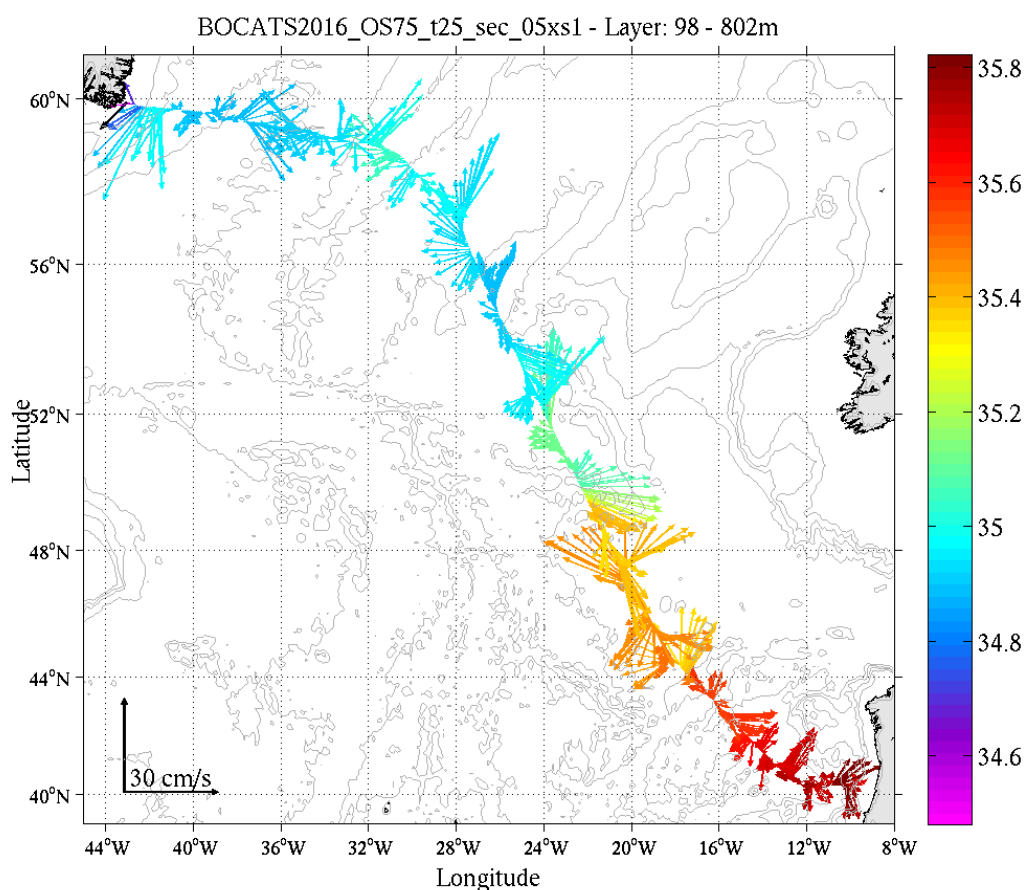 BOCATS2016_OS75_t25_sec_05xs1 - Layer: 98 - 802m
60°N
56°N
52°N
48°N
44°N
40°N
Latitude
30 cm/s
44°W 40°W 36°W 32°W 28°W 24°W 20°W 16°W 12°W 8°W
Longitude
35.8
35.6
35.4
35.2
35
34.8
34.6